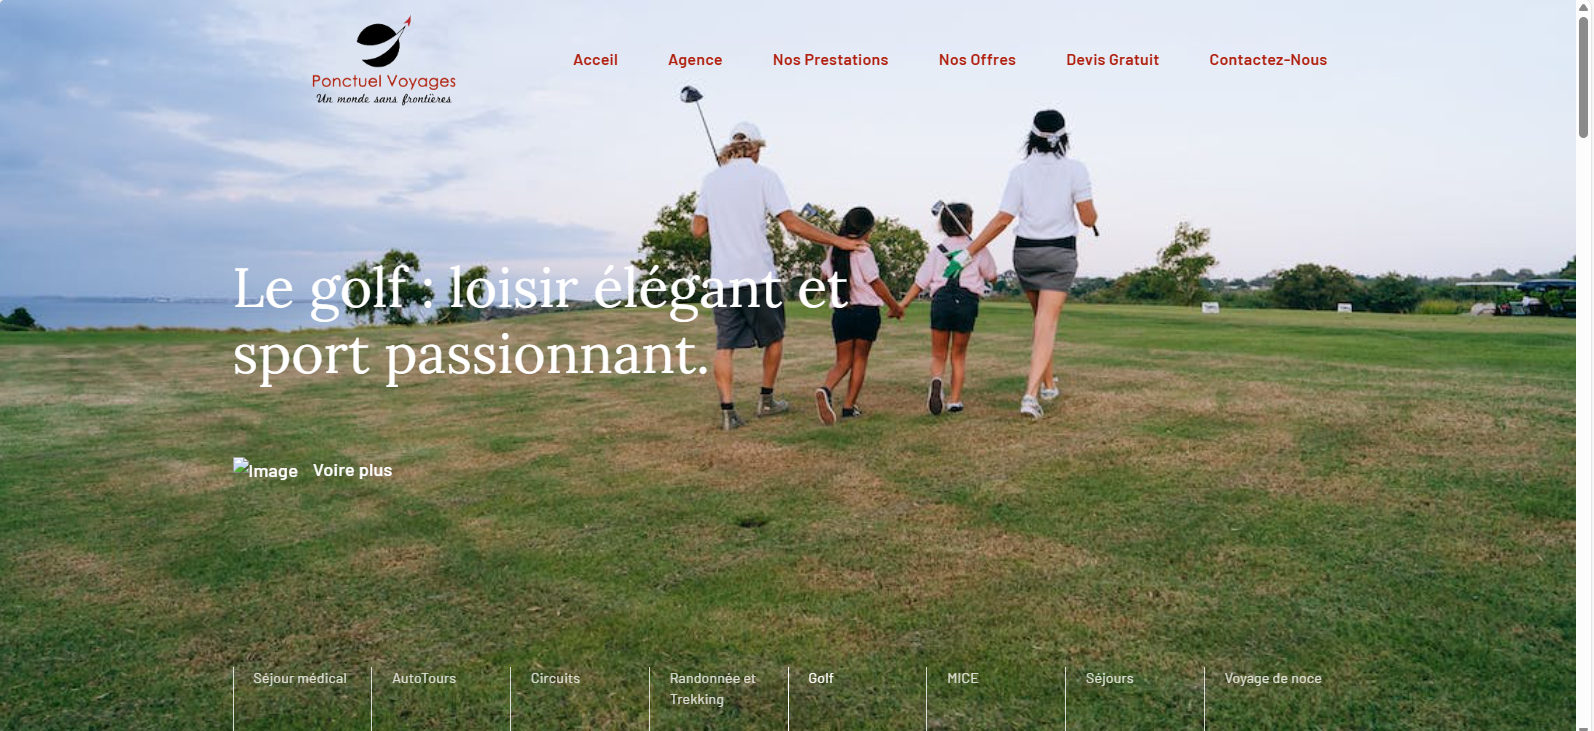 Ponctuel Voyages
Un monde sans frontières
Acceil
Agence
Nos Prestations
Nos Offres
Devis Gratuit
Contactez-Nous
Le golf : loisir élégant et
sport passionnant.
Image
Voire plus
Séjour médical
AutoTours
Circuits
Randonnée et
Trekking
Golf
MICE
Séjours
Voyage de noce